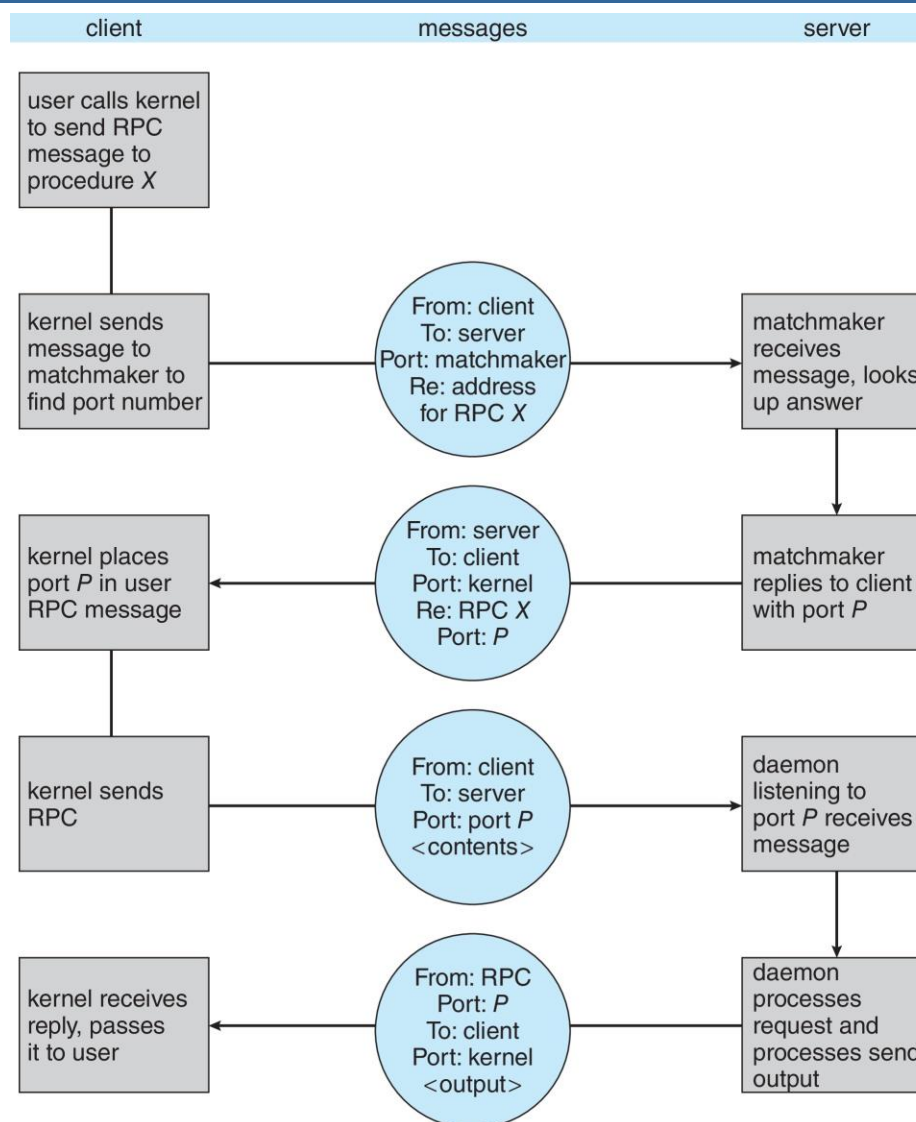 client
messages
server
user calls kernel
to send RPC
message to
procedure X
kernel sends
message to
matchmaker to
find port number
From: client
To: server
Port: matchmaker
Re: address
for RPC X
matchmaker
receives
message, looks
up answer
kernel places
port P in user
RPC message
From: server
To: client
Port: kernel
Re: RPC X
Port: P
matchmaker
replies to client
with port P
kernel sends
RPC
From: client
To: server
Port: port P
<contents>
daemon
listening to
port P receives
message
kernel receives
reply, passes
it to user
From: RPC
Port: P
To: client
Port: kernel
<output>
daemon
processes
request and
processes send
output